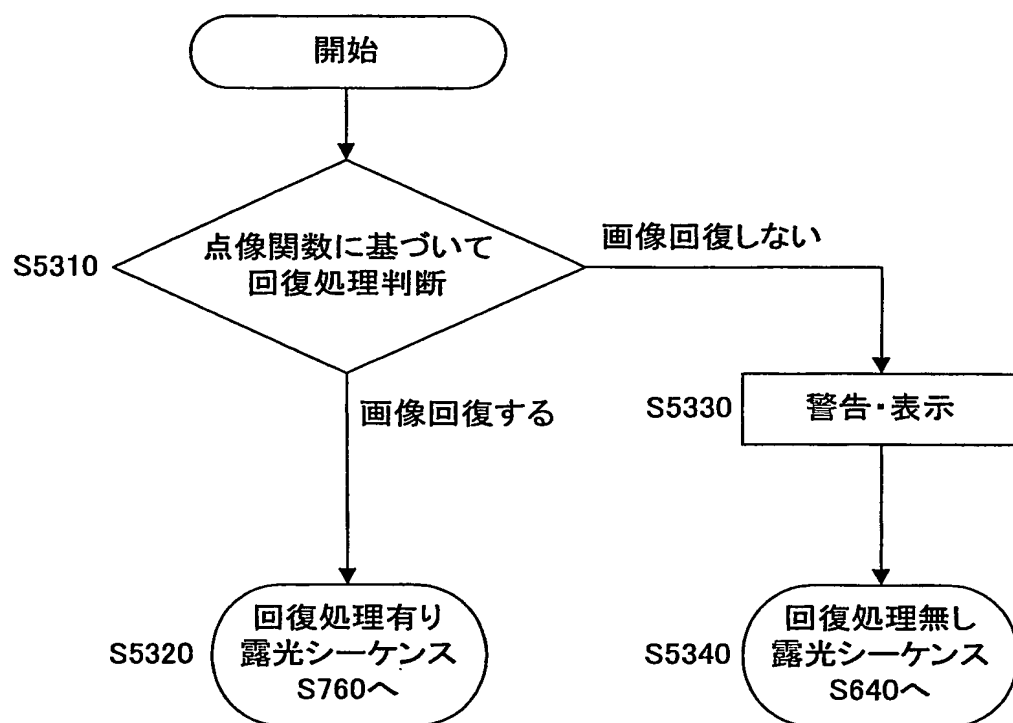 開始
S5310
点像関数に基づいて
回復処理判断
画像回復しない
画像回復する
S5330
警告・表示
S5320
回復処理有り
露光シーケンス
S760へ
S5340
回復処理無し
露光シーケンス
S640へ